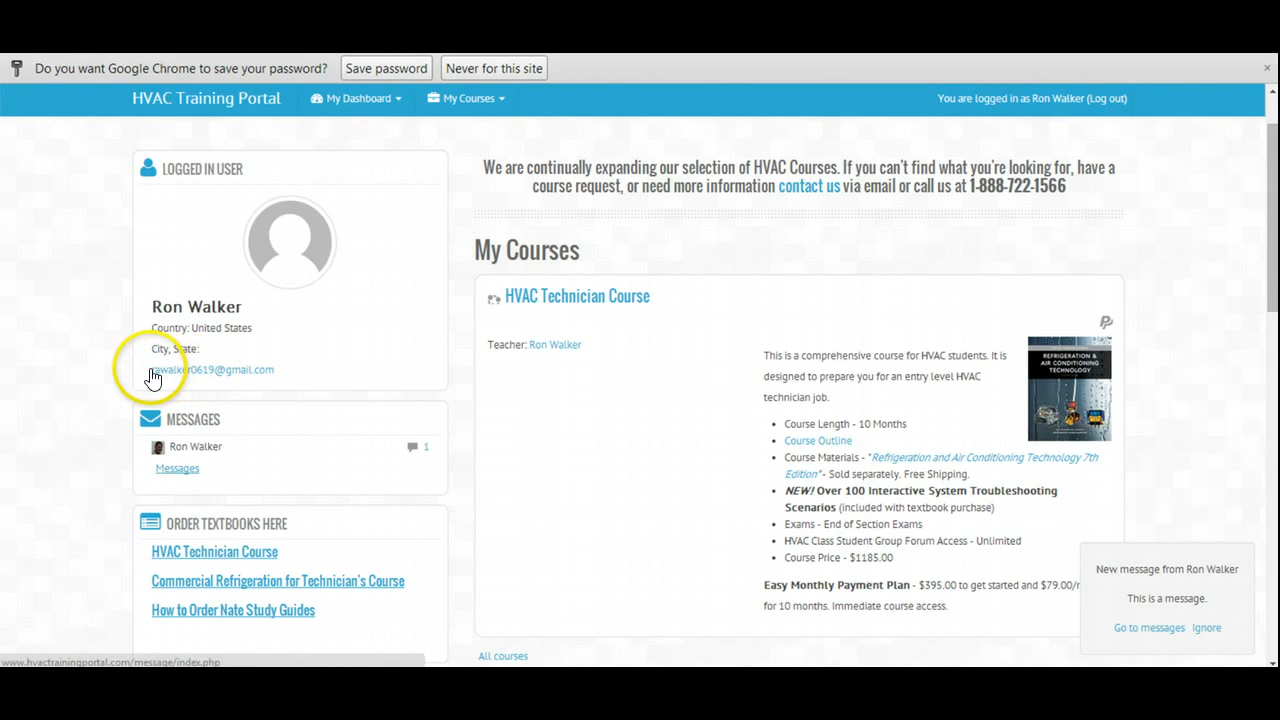 Do you want Google Chrome to save your password? Save password Never for this site ×
HVAC Training Portal My Dashboard My Courses You are logged in as Ron Walker (Log out)
LOGGED IN USER
Ron Walker
Country: United States
City, State:
rawalker0619@gmail.com
MESSAGES
Ron Walker 1
Messages
ORDER TEXTBOOKS HERE
HVAC Technician Course
Commercial Refrigeration for Technician's Course
How to Order Nate Study Guides
We are continually expanding our selection of HVAC Courses. If you can't find what you're looking for, have a
course request, or need more information contact us via email or call us at 1-888-722-1566
My Courses
HVAC Technician Course
Teacher: Ron Walker
This is a comprehensive course for HVAC students. It is
designed to prepare you for an entry level HVAC
technician job.
REFRIGERATION &
AIR CONDITIONING
TECHNOLOGY
• Course Length - 10 Months
• Course Outline
• Course Materials - "Refrigeration and Air Conditioning Technology 7th
Edition" - Sold separately. Free Shipping.
• NEW! Over 100 Interactive System Troubleshooting
Scenarios (included with textbook purchase)
• Exams - End of Section Exams
• HVAC Class Student Group Forum Access - Unlimited
• Course Price - $1185.00
Easy Monthly Payment Plan - $395.00 to get started and $79.00/
for 10 months. Immediate course access.
All courses
New message from Ron Walker
This is a message.
Go to messages Ignore
www.hvactrainingportal.com/message/index.php